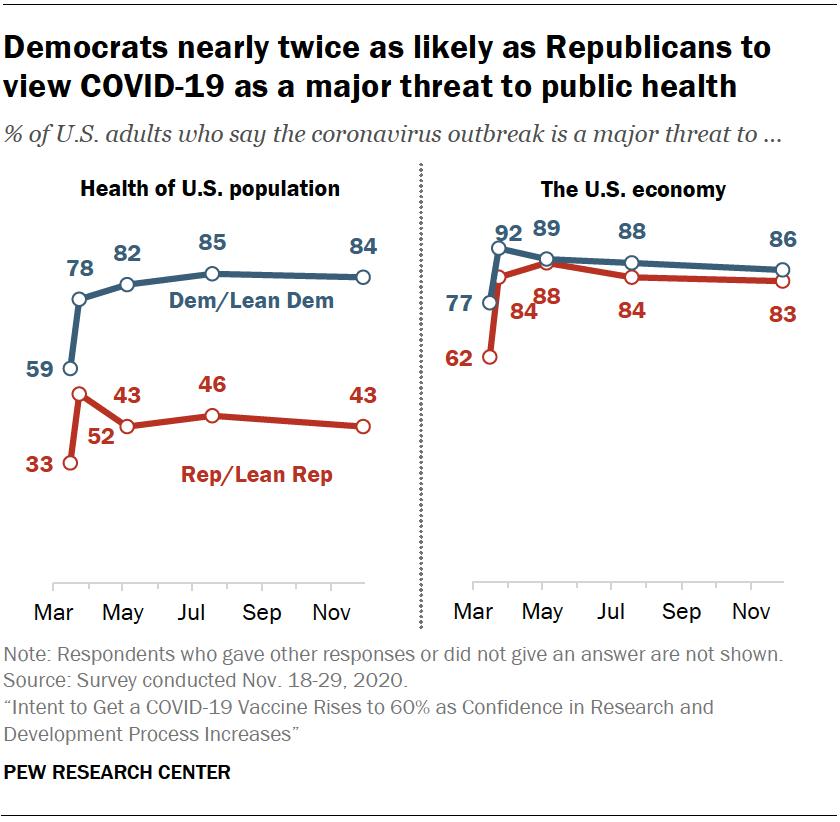 Democrats nearly twice as likely as Republicans to
view COVID-19 as a major threat to public health
% of U.S. adults who say the coronavirus outbreak is a major threat to ...
Health of U.S. population
59
78
82
85
84
Dem/Lean Dem
33
52
43
46
43
Rep/Lean Rep
Mar May Jul Sep Nov
The U.S. economy
77
92
89
88
86
62
84
88
84
83
Mar May Jul Sep Nov
Note: Respondents who gave other responses or did not give an answer are not shown.
Source: Survey conducted Nov. 18-29, 2020.
“Intent to Get a COVID-19 Vaccine Rises to 60% as Confidence in Research and
Development Process Increases”
PEW RESEARCH CENTER